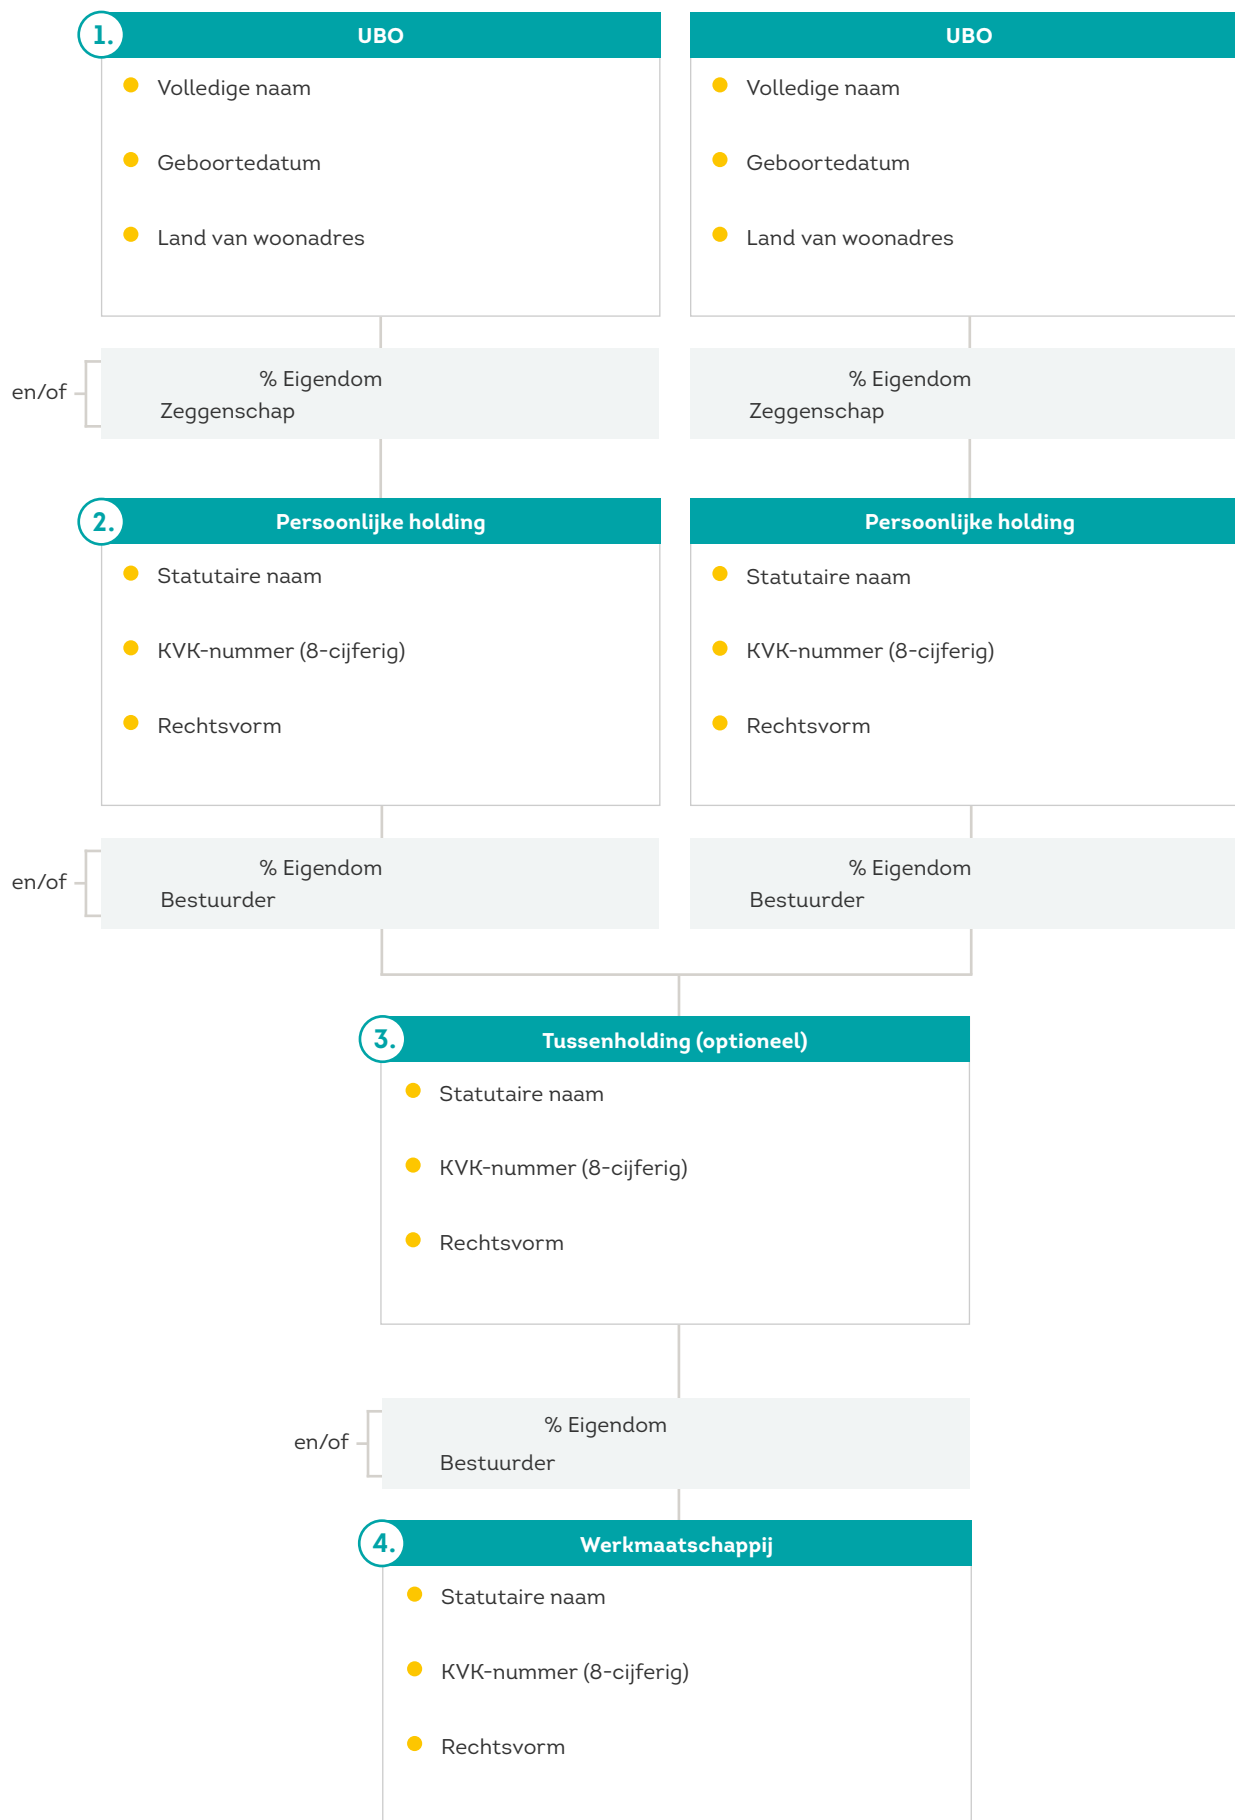 1.
UBO
Volledige naam
Geboortedatum
Land van woonadres
UBO
Volledige naam
Geboortedatum
Land van woonadres
en/of
% Eigendom
Zeggenschap
% Eigendom
Zeggenschap
2.
Persoonlijke holding
Statutaire naam
KVK-nummer (8-cijferig)
Rechtsvorm
Persoonlijke holding
Statutaire naam
KVK-nummer (8-cijferig)
Rechtsvorm
en/of
% Eigendom
Bestuurder
% Eigendom
Bestuurder
3.
Tussenholding (optioneel)
Statutaire naam
KVK-nummer (8-cijferig)
Rechtsvorm
en/of
% Eigendom
Bestuurder
4.
Werkmaatschappij
Statutaire naam
KVK-nummer (8-cijferig)
Rechtsvorm